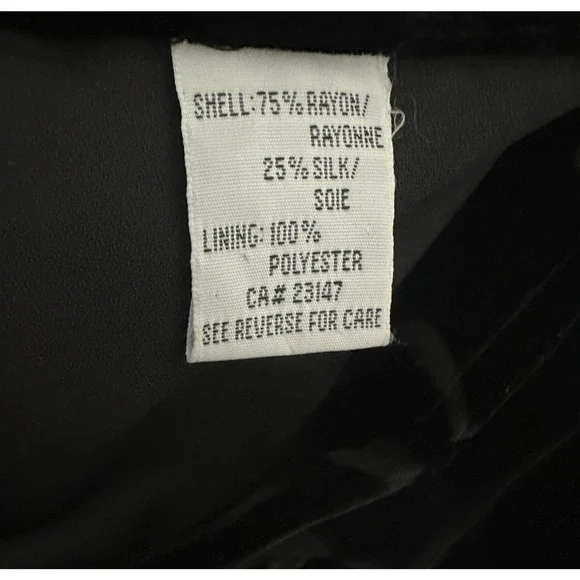 SHELL: 75% RAYON/
RAYONNE
25% SILK/
SOIE
LINING: 100%
POLYESTER
CA# 23147
SEE REVERSE FOR CARE